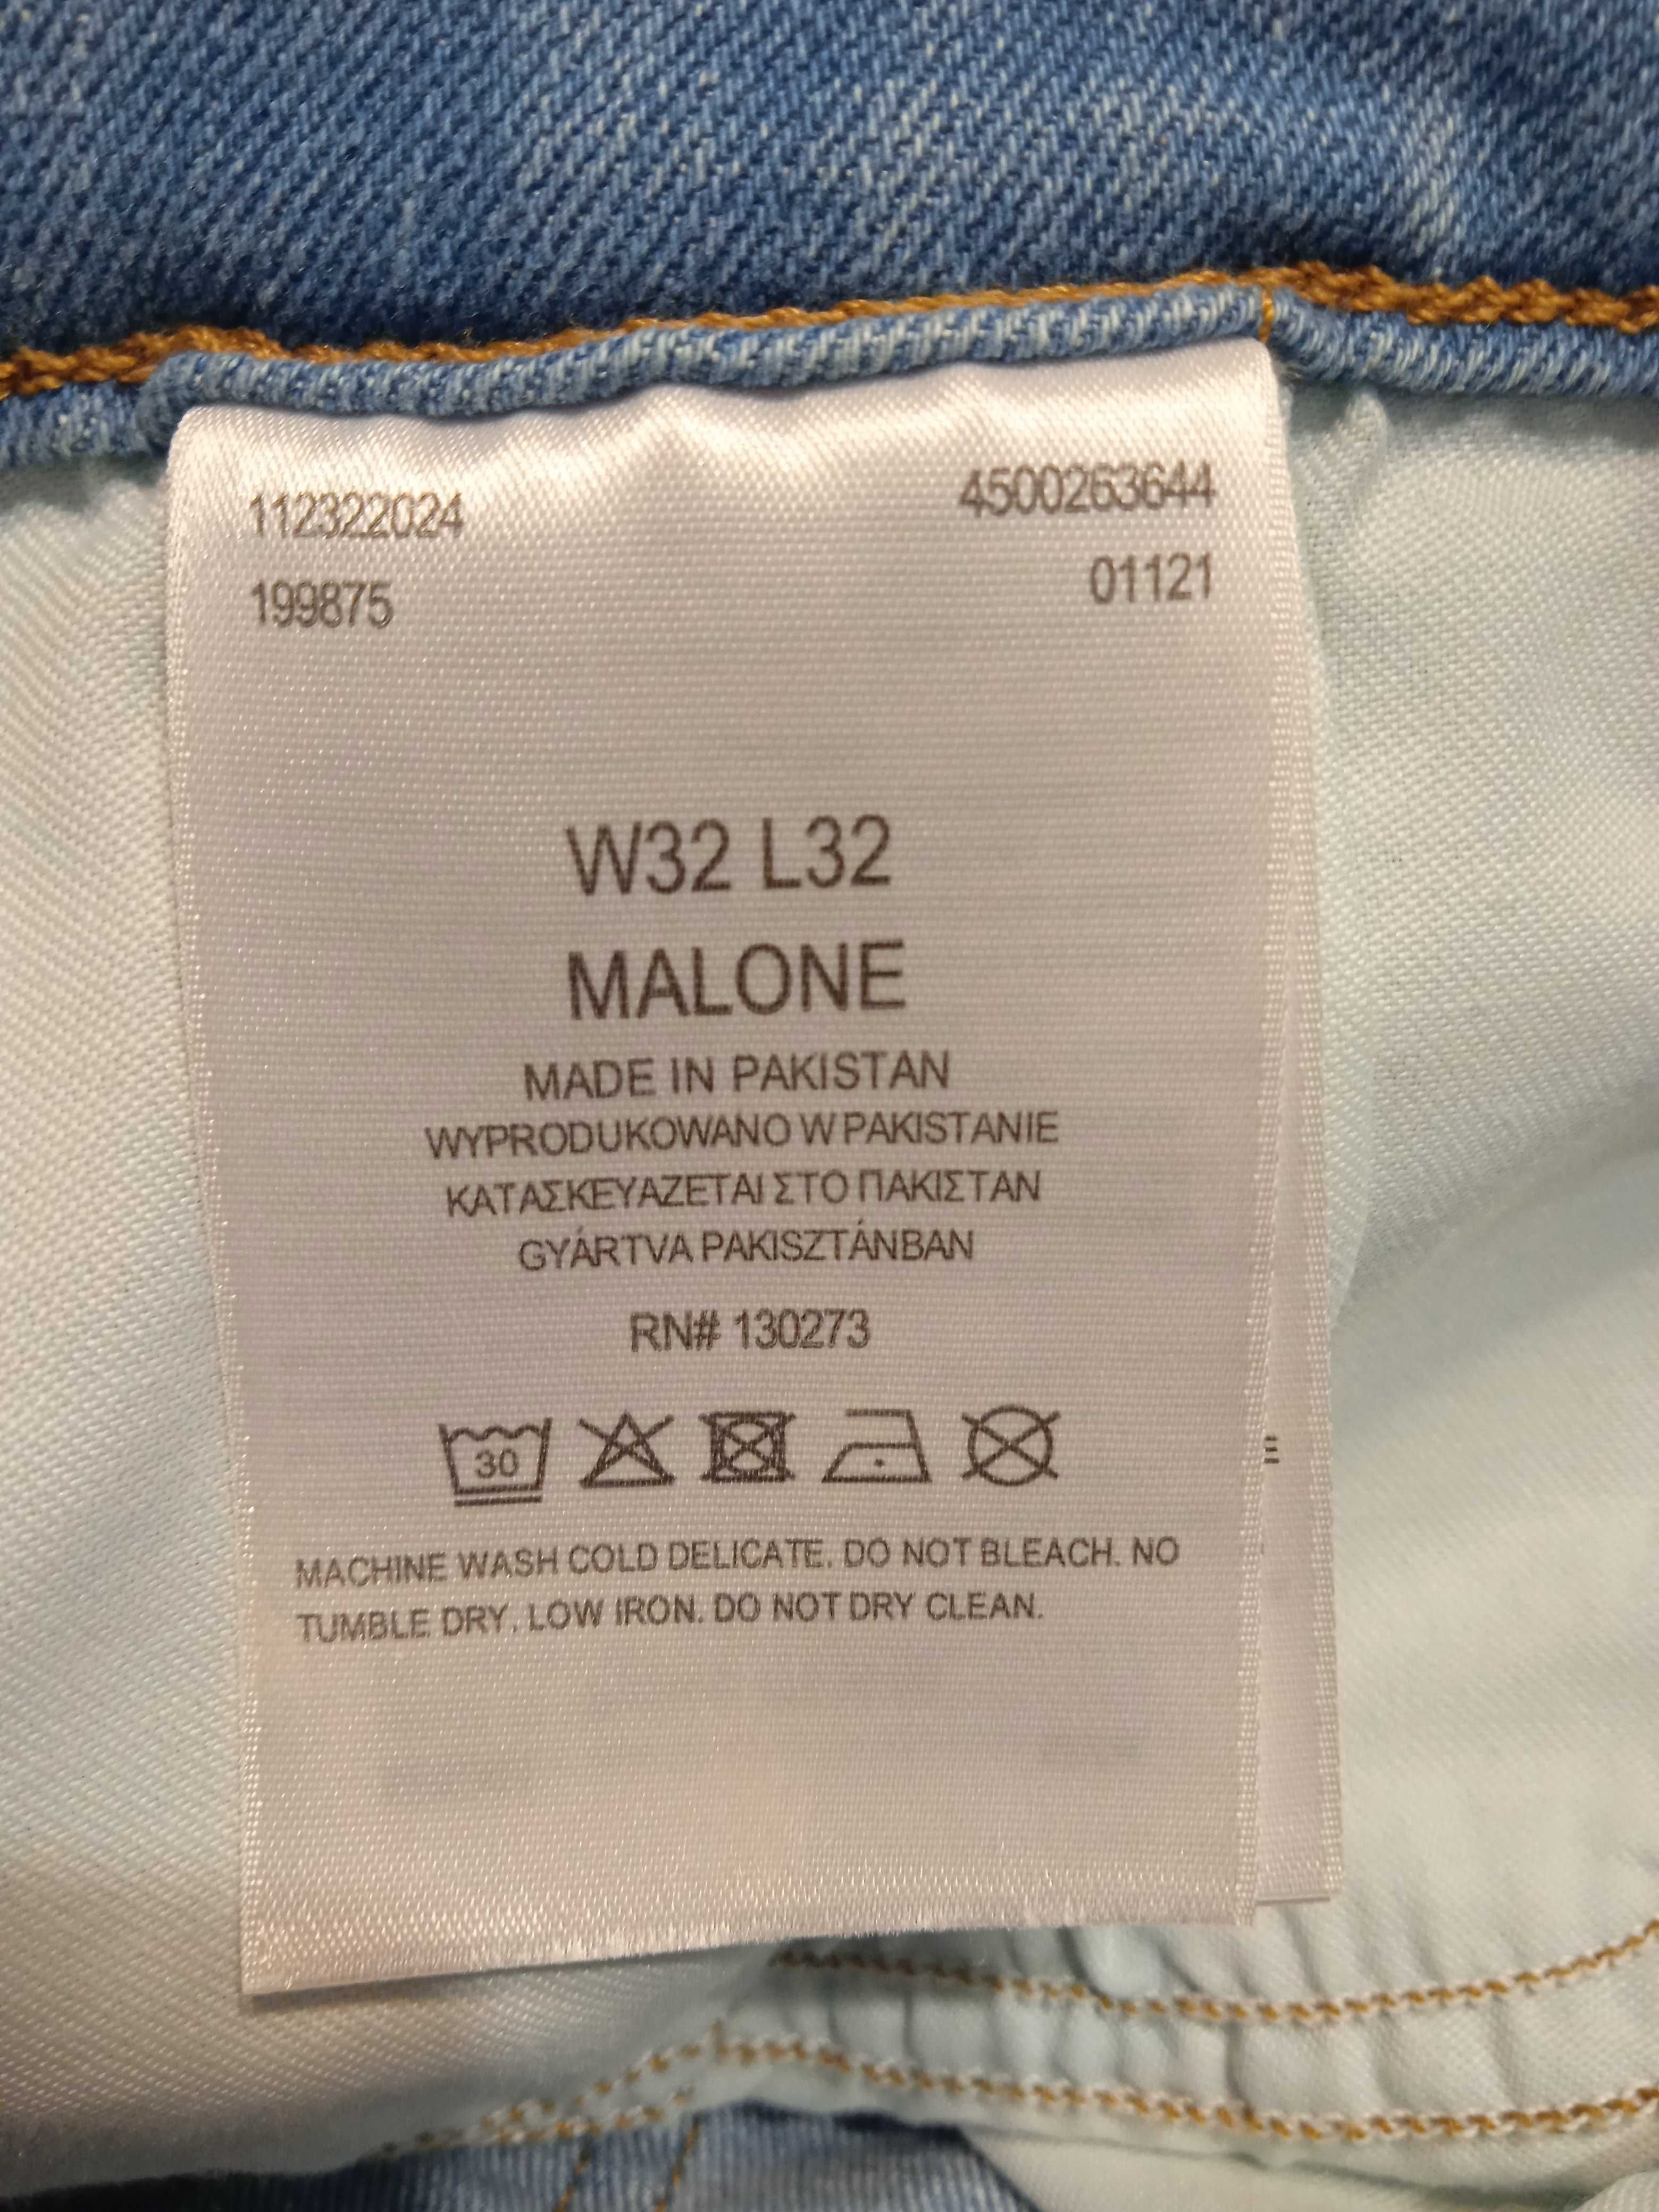 112322024 4500263644
199875 01121
W32 L32
MALONE
MADE IN PAKISTAN
WYPRODUKOWANO W PAKISTANIE
ΚΑΤΑΣΚΕΥΑΖΕΤΑΙ ΣΤΟ ΠΑΚΙΣΤΑΝ
GYÁRTVA PAKISZTÁNBAN
RN# 130273
30
MACHINE WASH COLD DELICATE. DO NOT BLEACH. NO
TUMBLE DRY. LOW IRON. DO NOT DRY CLEAN.